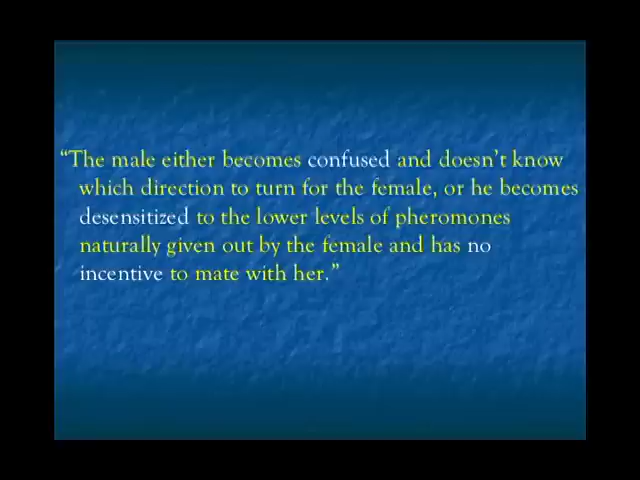 “The male either becomes confused and doesn’t know
which direction to turn for the female, or he becomes
desensitized to the lower levels of pheromones
naturally given out by the female and has no
incentive to mate with her.”